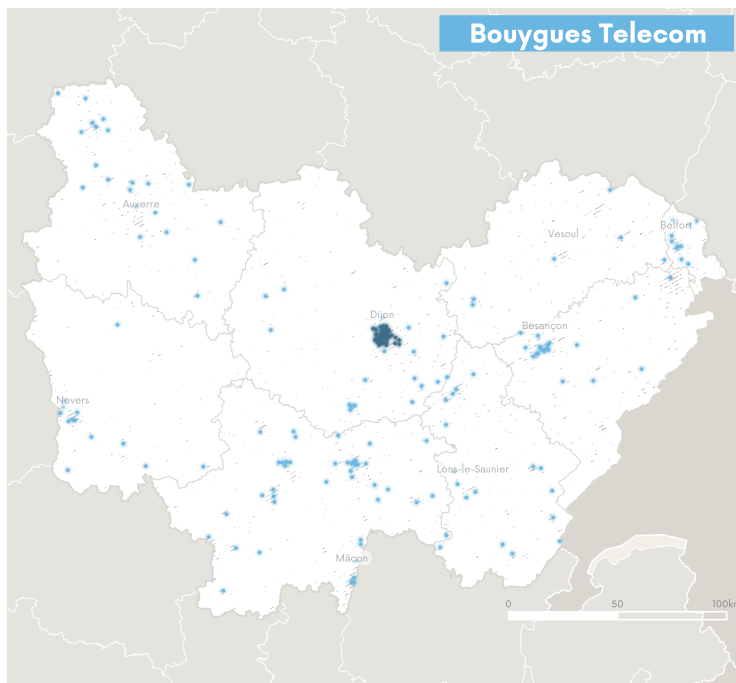 Bouygues Telecom
Auxerre
Belfort
Vesoul
Dijon
Besançon
Nevers
Lons-le-Saunier
Mâcon
0 50 100km